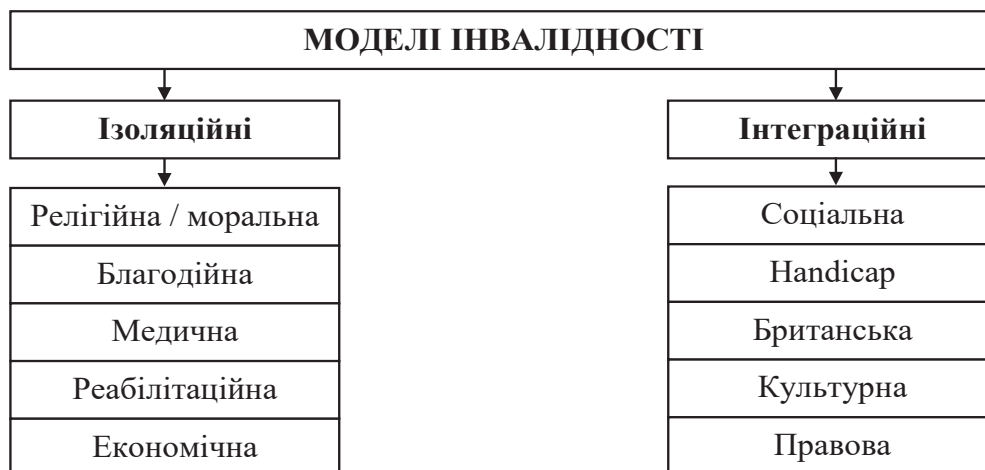 МОДЕЛІ ІНВАЛІДНОСТІ
Ізоляційні
Релігійна / моральна
Благодійна
Медична
Реабілітаційна
Економічна
Інтеграційні
Соціальна
Handicap
Британська
Культурна
Правова